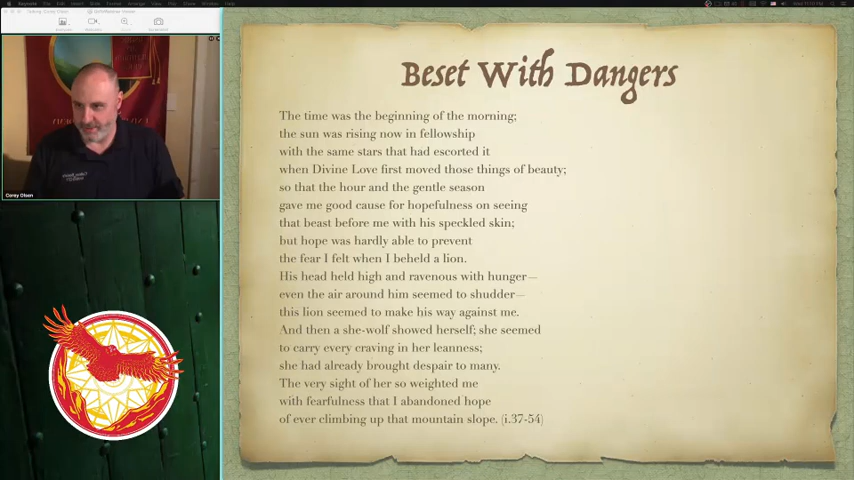 Beset With Dangers
The time was the beginning of the morning;
the sun was rising now in fellowship
with the same stars that had escorted it
when Divine Love first moved those things of beauty;
so that the hour and the gentle season
gave me good cause for hopefulness on seeing
that beast before me with his speckled skin;
but hope was hardly able to prevent
the fear I felt when I beheld a lion.
His head held high and ravenous with hunger—
even the air around him seemed to shudder—
this lion seemed to make his way against me.
And then a she-wolf showed herself; she seemed
to carry every craving in her leanness;
she had already brought despair to many.
The very sight of her so weighted me
with fearfulness that I abandoned hope
of ever climbing up that mountain slope. (i.37-54)
Corey Olsen